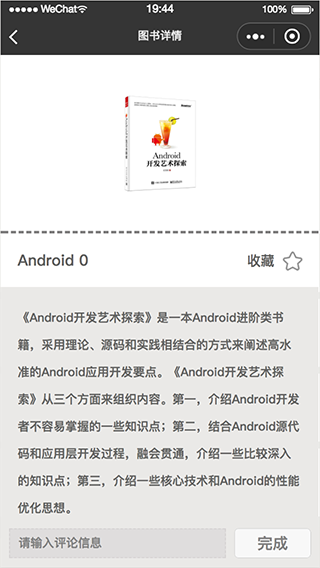 WeChat
19:44
100%
图书详情
Android
开发艺术探索
Android 0
收藏
《Android开发艺术探索》是一本Android进阶类书
籍，采用理论、源码和实践相结合的方式来阐述高水
准的Android应用开发要点。《Android开发艺术探
索》从三个方面来组织内容。第一，介绍Android开发
者不容易掌握的一些知识点；第二，结合Android源代
码和应用层开发过程，融会贯通，介绍一些比较深入
的知识点；第三，介绍一些核心技术和Android的性能
优化思想。
请输入评论信息
完成